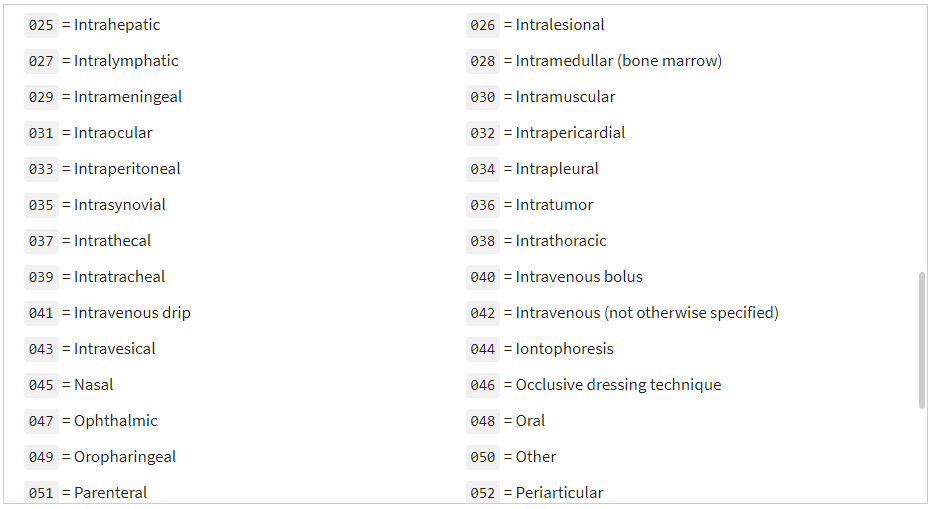 025 = Intrahepatic
026 = Intralesional
027 = Intralymphatic
028 = Intramedullar (bone marrow)
029 = Intrameningeal
030 = Intramuscular
031 = Intraocular
032 = Intrapericardial
033 = Intraperitoneal
034 = Intrapleural
035 = Intrasynovial
036 = Intratumor
037 = Intrathecal
038 = Intrathoracic
039 = Intratracheal
040 = Intravenous bolus
041 = Intravenous drip
042 = Intravenous (not otherwise specified)
043 = Intravesical
044 = Iontophoresis
045 = Nasal
046 = Occlusive dressing technique
047 = Ophthalmic
048 = Oral
049 = Oropharingeal
050 = Other
051 = Parenteral
052 = Periarticular